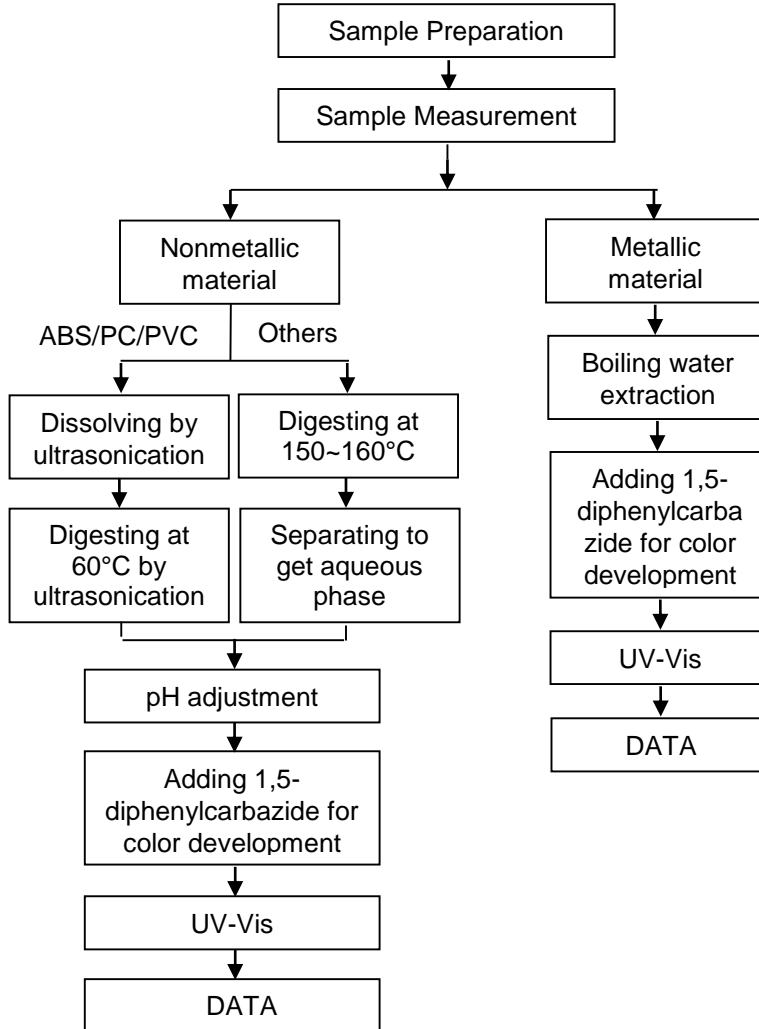 Sample Preparation
Sample Measurement
Nonmetallic
material
Metallic
material
ABS/PC/PVC
Others
Boiling water
extraction
Dissolving by
ultrasonication
Digesting at
150~160°C
Adding 1,5-
diphenylcarba
zide for color
development
Digesting at
60°C by
ultrasonication
Separating to
get aqueous
phase
UV-Vis
pH adjustment
DATA
Adding 1,5-
diphenylcarbazide for
color development
UV-Vis
DATA